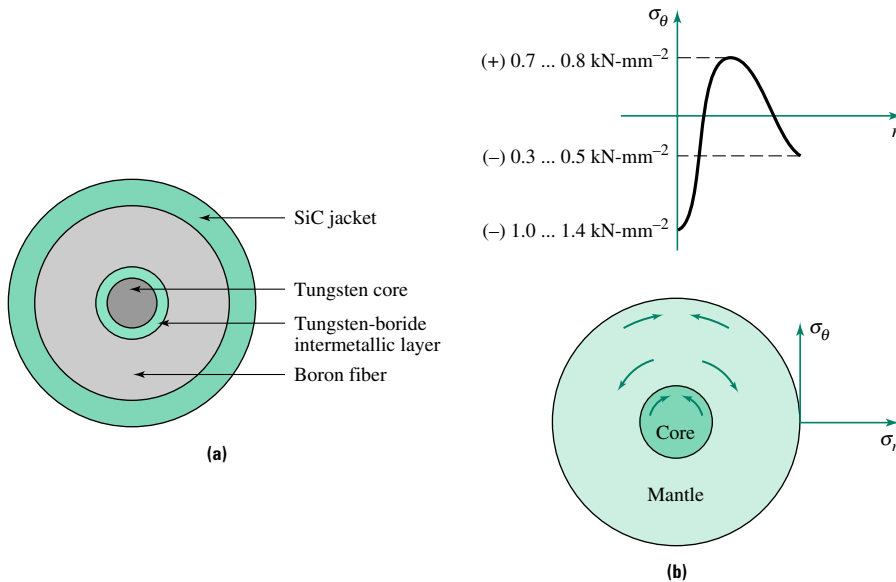 SiC jacket
Tungsten core
Tungsten-boride
intermetallic layer
Boron fiber
(a)
σθ
(+) 0.7 ... 0.8 kN-mm⁻²
r
(–) 0.3 ... 0.5 kN-mm⁻²
(–) 1.0 ... 1.4 kN-mm⁻²
σθ
σr
Core
Mantle
(b)